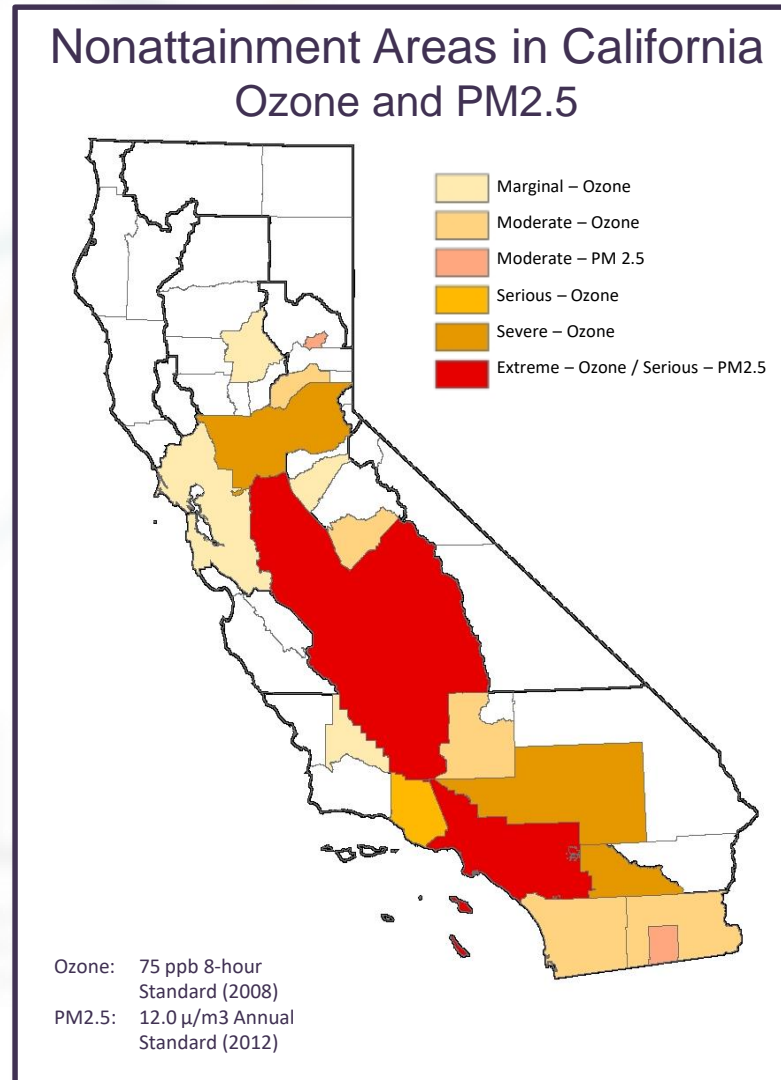 Nonattainment Areas in California
Ozone and PM2.5
Marginal – Ozone
Moderate – Ozone
Moderate – PM 2.5
Serious – Ozone
Severe – Ozone
Extreme – Ozone / Serious – PM2.5
Ozone: 75 ppb 8-hour
Standard (2008)
PM2.5: 12.0 µ/m3 Annual
Standard (2012)